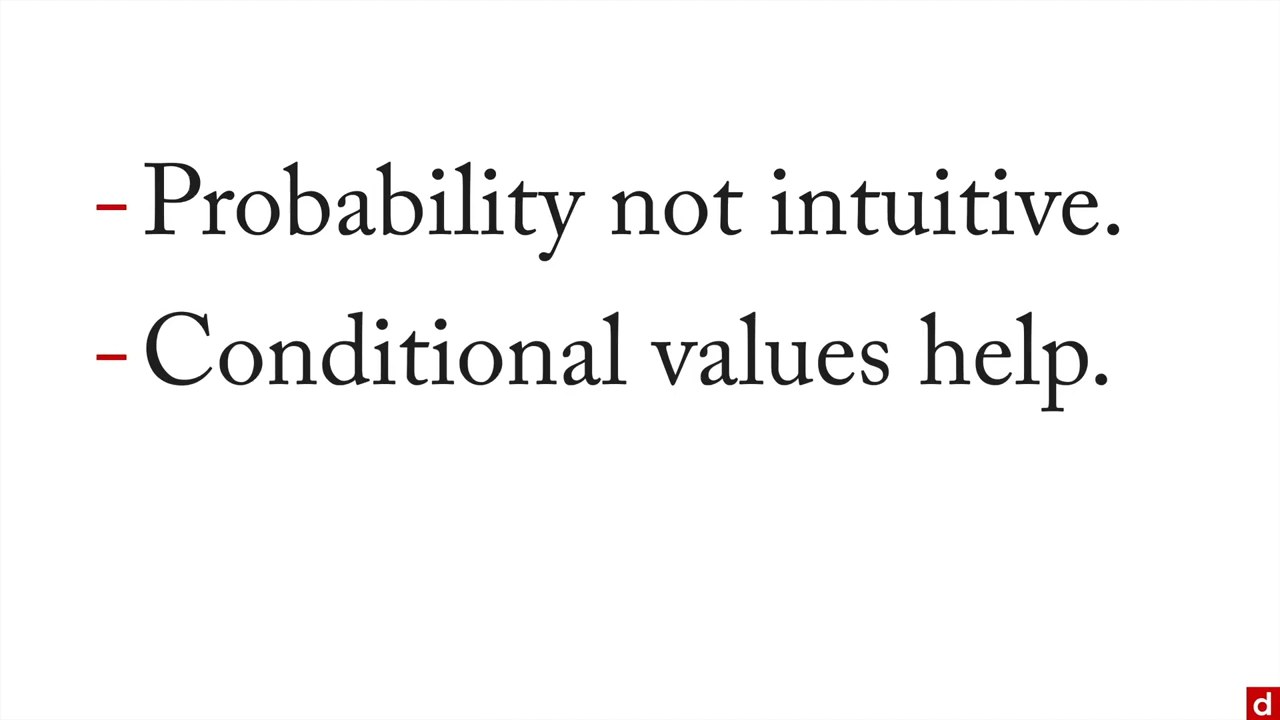 - Probability not intuitive.
- Conditional values help.
d